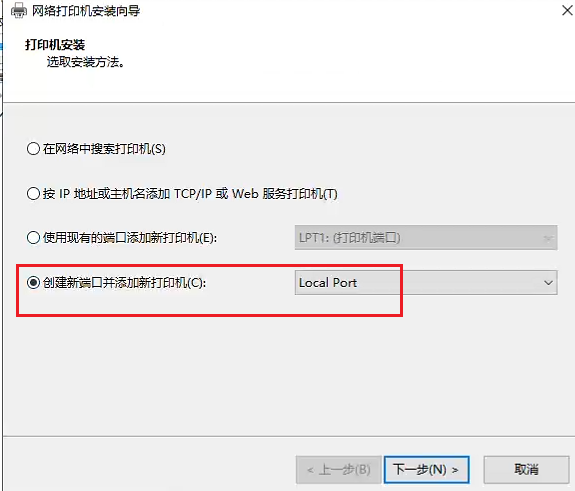 网络打印机安装向导
打印机安装
选取安装方法。
在网络中搜索打印机(S)
按 IP 地址或主机名添加 TCP/IP 或 Web 服务打印机(T)
使用现有的端口添加新打印机(E): LPT1: (打印机端口)
创建新端口并添加新打印机(C): Local Port
< 上一步(B) 下一步(N) > 取消